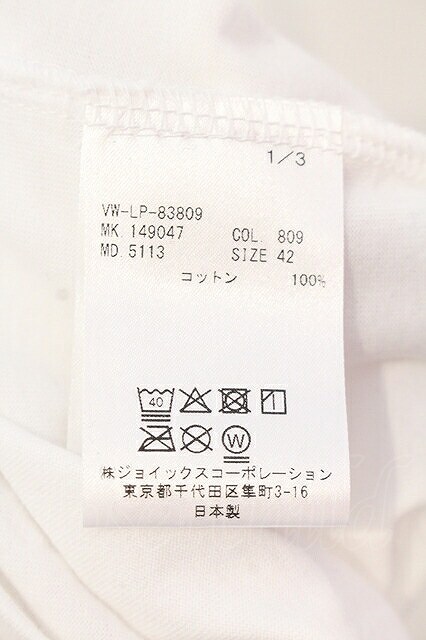 1/3
VW-LP-83809
MK. 149047 COL. 809
MD. 5113 SIZE 42
コットン 100%
40
W
株ジョイックスコーポレーション
東京都千代田区隼町3-16
日本製